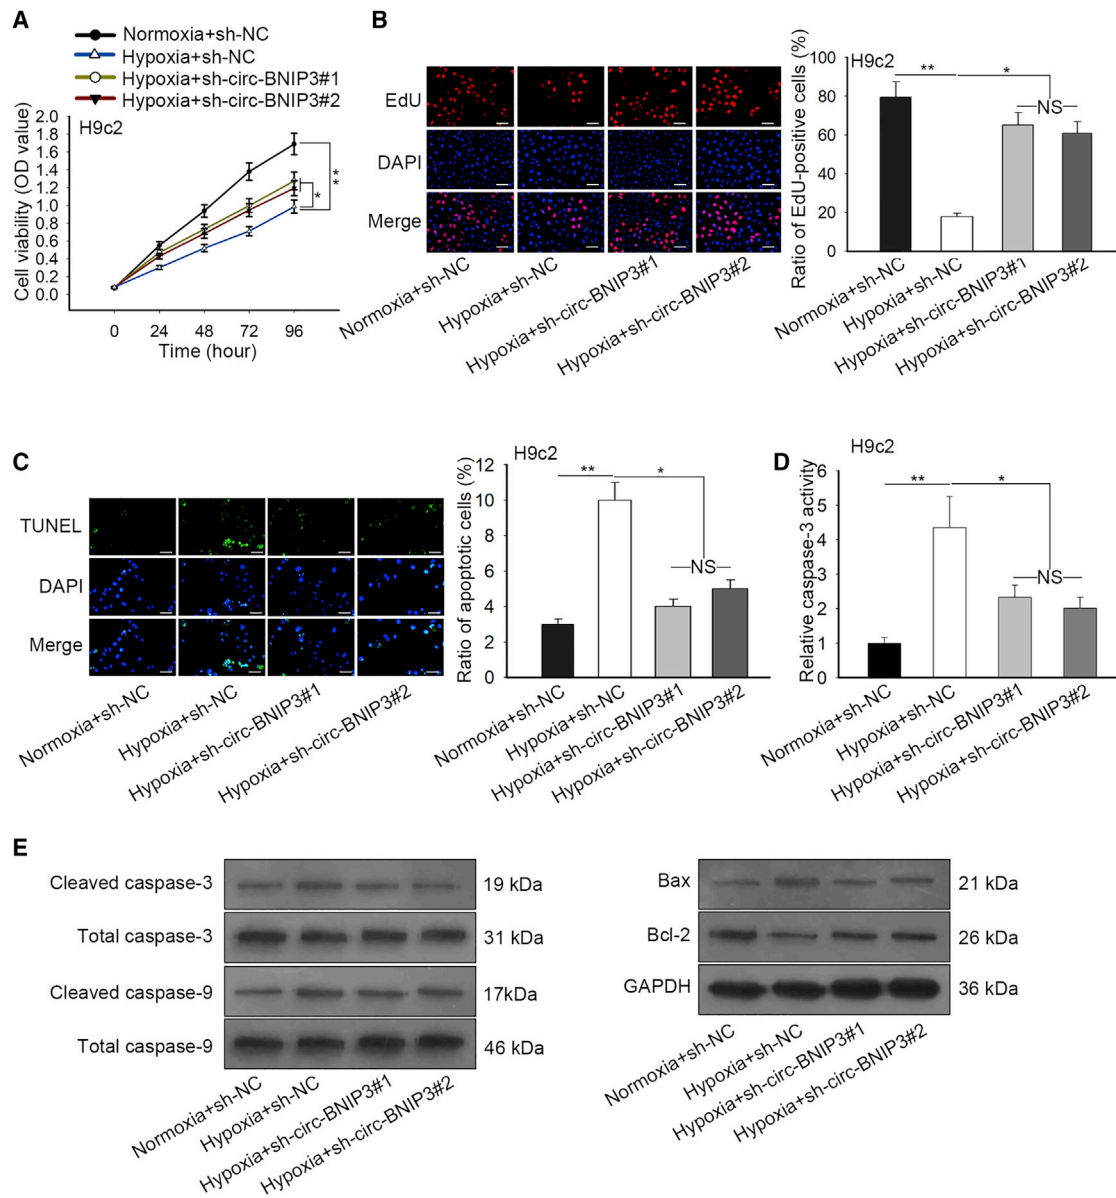 A
Normoxia+sh-NC
Hypoxia+sh-NC
Hypoxia+sh-circ-BNIP3#1
Hypoxia+sh-circ-BNIP3#2
H9c2
Cell viability (OD value)
2.0
1.8
1.6
1.4
1.2
1.0
0.8
0.6
0.4
0.2
0.0
**
*
0 24 48 72 96
Time (hour)
B
EdU
DAPI
Merge
Normoxia+sh-NC
Hypoxia+sh-NC
Hypoxia+sh-circ-BNIP3#1
Hypoxia+sh-circ-BNIP3#2
H9c2
Ratio of EdU-positive cells (%)
100
80
60
40
20
0
** *
NS
Normoxia+sh-NC
Hypoxia+sh-NC
Hypoxia+sh-circ-BNIP3#1
Hypoxia+sh-circ-BNIP3#2
C
TUNEL
DAPI
Merge
Normoxia+sh-NC
Hypoxia+sh-NC
Hypoxia+sh-circ-BNIP3#1
Hypoxia+sh-circ-BNIP3#2
H9c2
Ratio of apoptotic cells (%)
12
10
8
6
4
2
0
** *
NS
Normoxia+sh-NC
Hypoxia+sh-NC
Hypoxia+sh-circ-BNIP3#1
Hypoxia+sh-circ-BNIP3#2
D
H9c2
Relative caspase-3 activity
6
5
4
3
2
1
0
** *
NS
Normoxia+sh-NC
Hypoxia+sh-NC
Hypoxia+sh-circ-BNIP3#1
Hypoxia+sh-circ-BNIP3#2
E
Cleaved caspase-3 19 kDa
Total caspase-3 31 kDa
Cleaved caspase-9 17kDa
Total caspase-9 46 kDa
Normoxia+sh-NC
Hypoxia+sh-NC
Hypoxia+sh-circ-BNIP3#1
Hypoxia+sh-circ-BNIP3#2
Bax 21 kDa
Bcl-2 26 kDa
GAPDH 36 kDa
Normoxia+sh-NC
Hypoxia+sh-NC
Hypoxia+sh-circ-BNIP3#1
Hypoxia+sh-circ-BNIP3#2